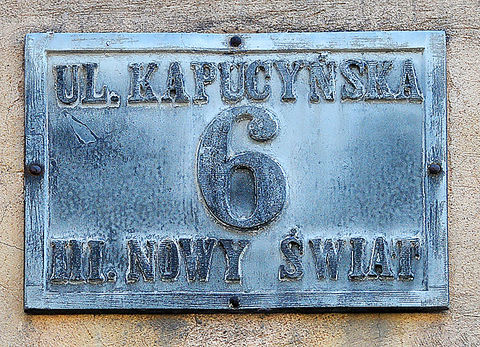 UL. KAPUCYŃSKA
6
III. NOWY ŚWIAT